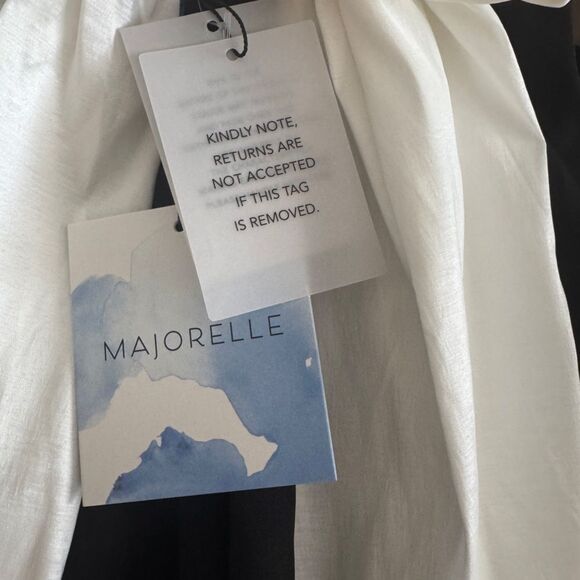 KINDLY NOTE,
RETURNS ARE
NOT ACCEPTED
IF THIS TAG
IS REMOVED.
MAJORELLE